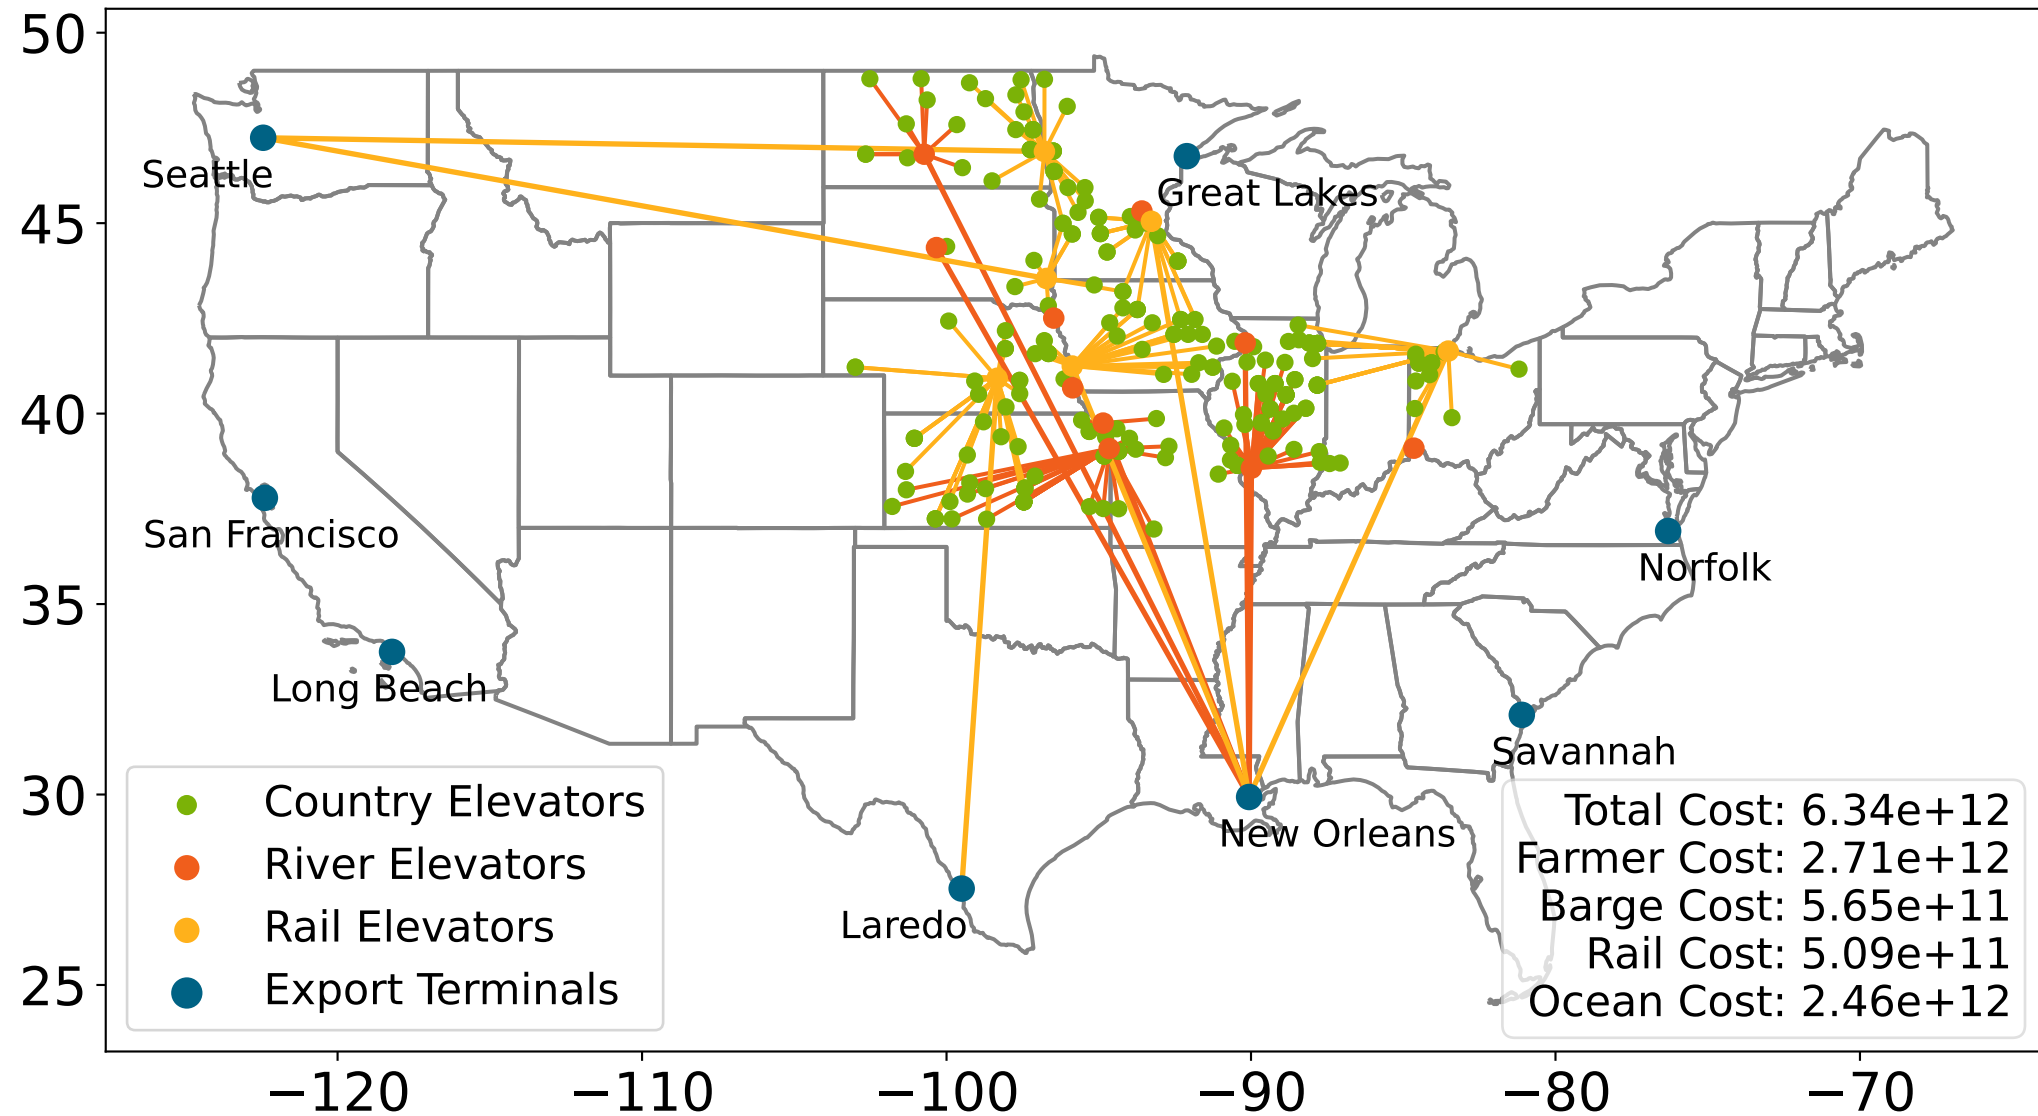 50
45
40
35
30
25
Seattle
Great Lakes
San Francisco
Norfolk
Long Beach
Savannah
New Orleans
Laredo
Country Elevators
River Elevators
Rail Elevators
Export Terminals
Total Cost: 6.34e+12
Farmer Cost: 2.71e+12
Barge Cost: 5.65e+11
Rail Cost: 5.09e+11
Ocean Cost: 2.46e+12
−120 −110 −100 −90 −80 −70